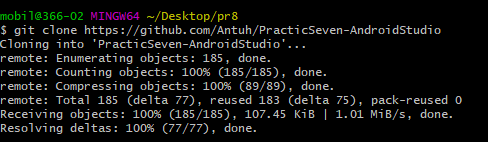 mobil@366-02 MINGW64 ~/Desktop/pr8
$ git clone https://github.com/Antuh/PracticSeven-AndroidStudio
Cloning into 'PracticSeven-AndroidStudio'...
remote: Enumerating objects: 185, done.
remote: Counting objects: 100% (185/185), done.
remote: Compressing objects: 100% (89/89), done.
remote: Total 185 (delta 77), reused 183 (delta 75), pack-reused 0
Receiving objects: 100% (185/185), 107.45 KiB | 1.01 MiB/s, done.
Resolving deltas: 100% (77/77), done.